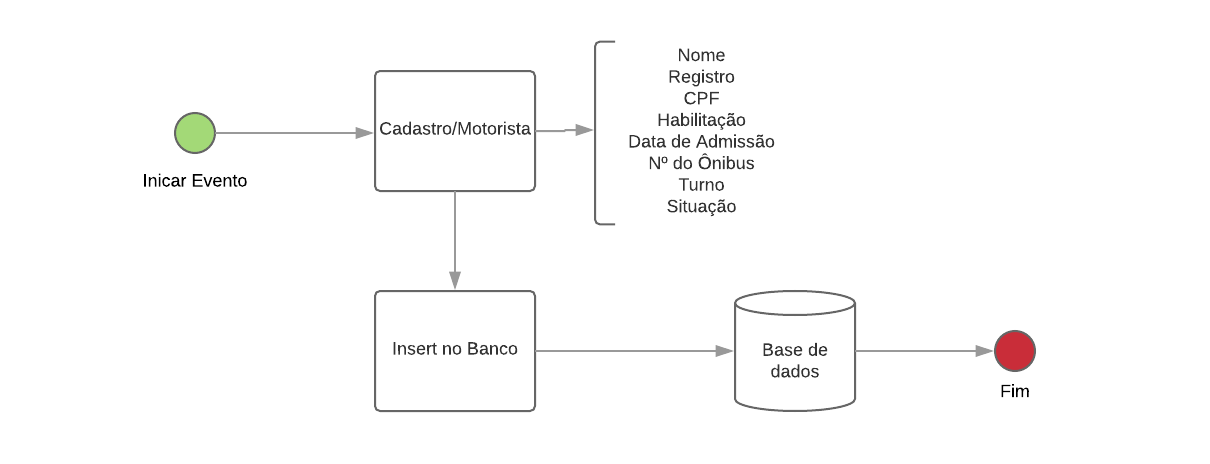 Nome
Registro
CPF
Habilitação
Data de Admissão
Nº do Ônibus
Turno
Situação
Cadastro/Motorista
Inicar Evento
Insert no Banco
Base de
dados
Fim